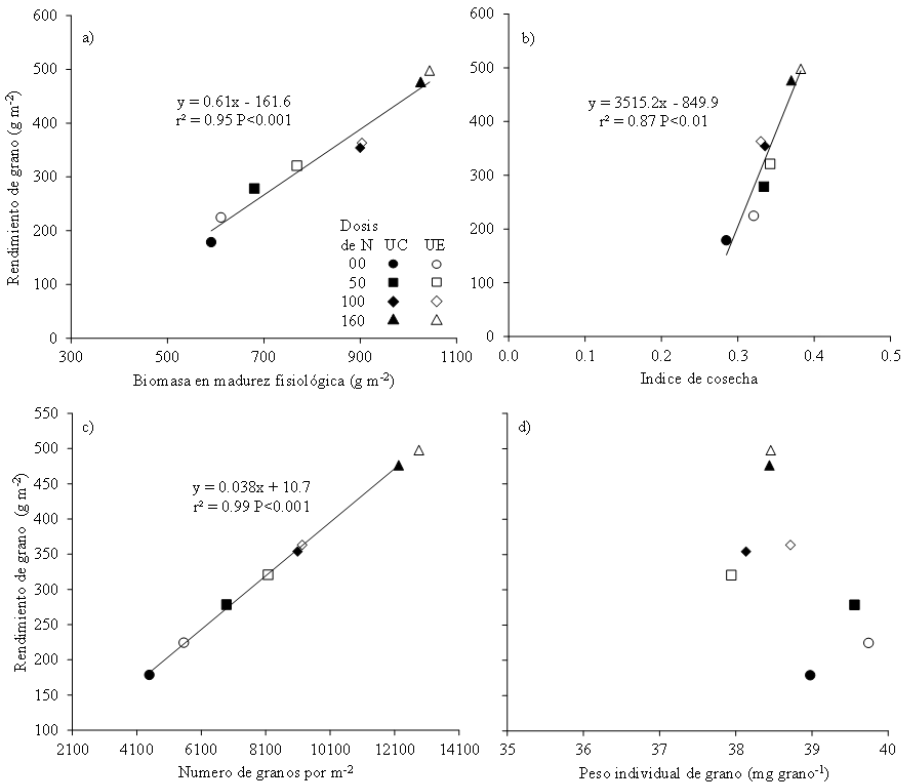 a)
600
500
400
300
200
100
0
Rendimiento de grano (g m⁻²)
y = 0.61x - 161.6
r² = 0.95 P<0.001
Dosis
de N UC UE
00
50
100
160
300 500 700 900 1100
Biomasa en madurez fisiológica (g m⁻²)
b)
600
500
400
300
200
100
0
y = 3515.2x - 849.9
r² = 0.87 P<0.01
0.0 0.1 0.2 0.3 0.4 0.5
Indice de cosecha
c)
550
500
450
400
350
300
250
200
150
100
Rendimiento de grano (g m⁻²)
y = 0.038x + 10.7
r² = 0.99 P<0.001
2100 4100 6100 8100 10100 12100 14100
Numero de granos por m⁻²
d)
35 36 37 38 39 40
Peso individual de grano (mg grano⁻¹)